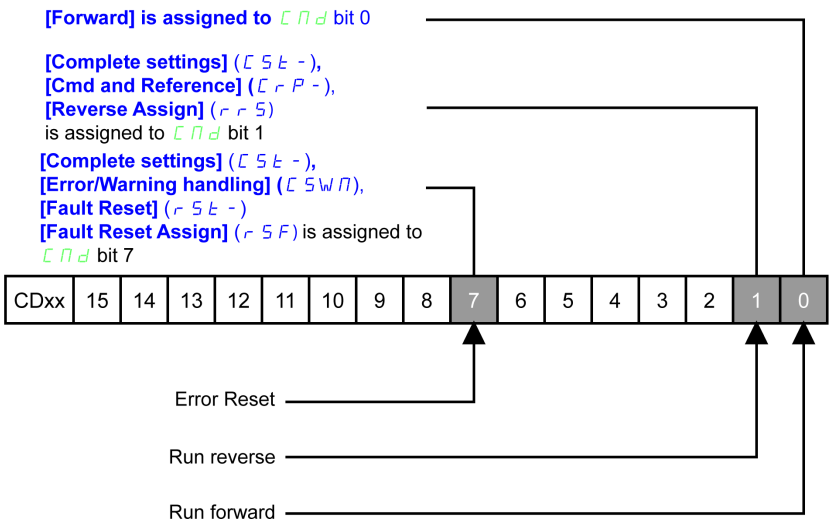 [Forward] is assigned to CMd bit 0
[Complete settings] (CSt-),
[Cmd and Reference] (CrP-),
[Reverse Assign] (rrS)
is assigned to CMd bit 1
[Complete settings] (CSt-),
[Error/Warning handling] (CSWM),
[Fault Reset] (rSt-)
[Fault Reset Assign] (rSF) is assigned to
CMd bit 7
CDxx 15 14 13 12 11 10 9 8 7 6 5 4 3 2 1 0
Error Reset
Run reverse
Run forward